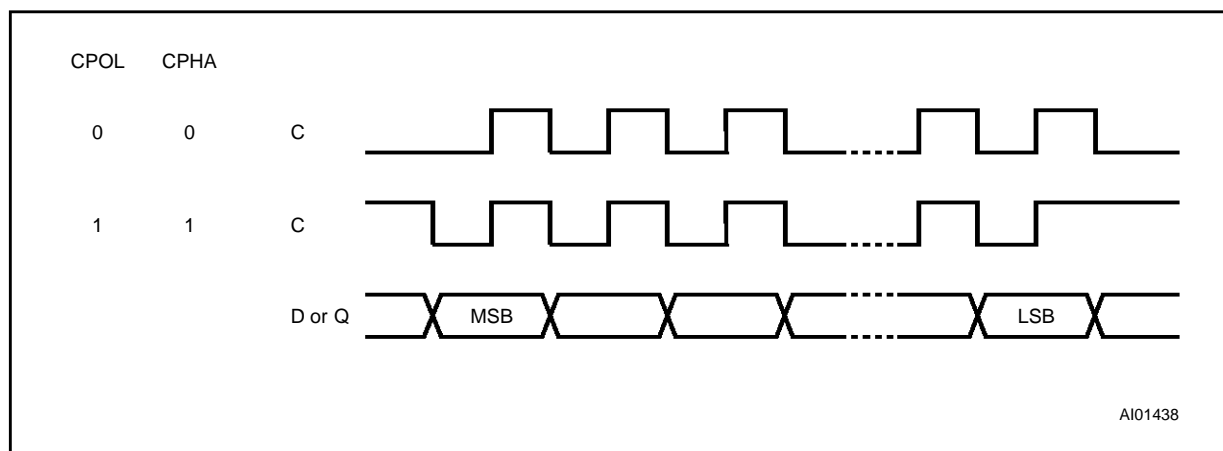 CPOL CPHA
0 0 C
1 1 C
D or Q MSB LSB
AI01438